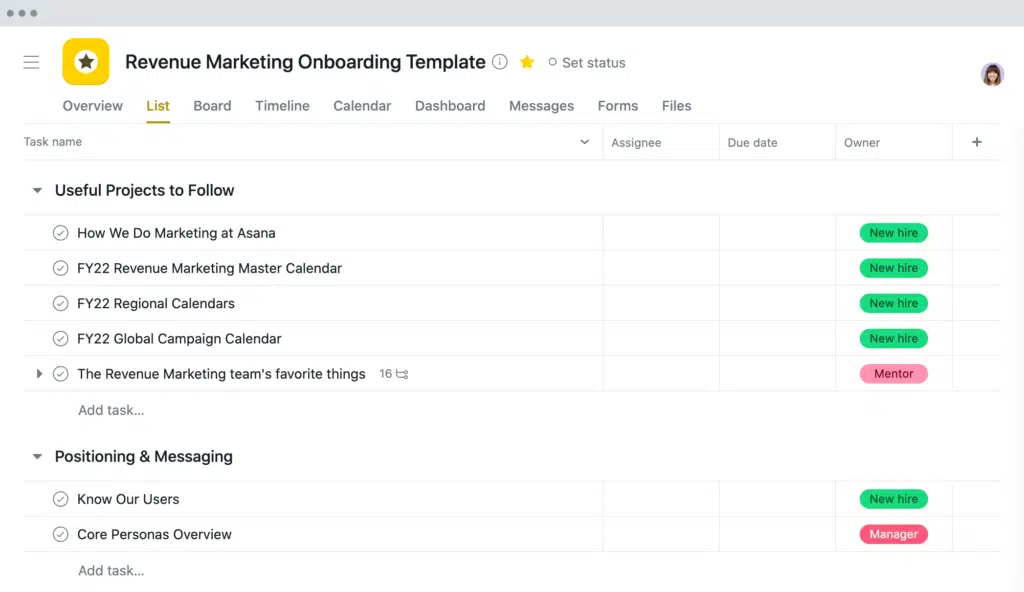 Revenue Marketing Onboarding Template Set status
Overview List Board Timeline Calendar Dashboard Messages Forms Files
Task name Assignee Due date Owner +
Useful Projects to Follow
How We Do Marketing at Asana New hire
FY22 Revenue Marketing Master Calendar New hire
FY22 Regional Calendars New hire
FY22 Global Campaign Calendar New hire
The Revenue Marketing team's favorite things 16 Mentor
Add task...
Positioning & Messaging
Know Our Users New hire
Core Personas Overview Manager
Add task...